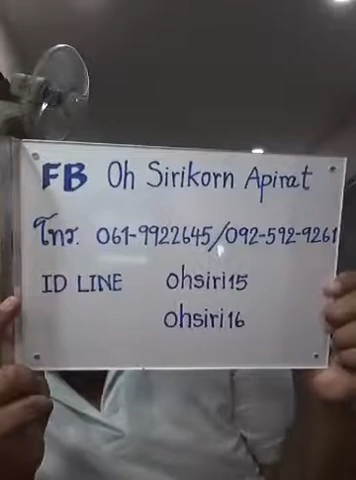 FB Oh Sirikorn Apirat
โทร. 061-9922645/092-592-9261
ID LINE ohsiri15
ohsiri16